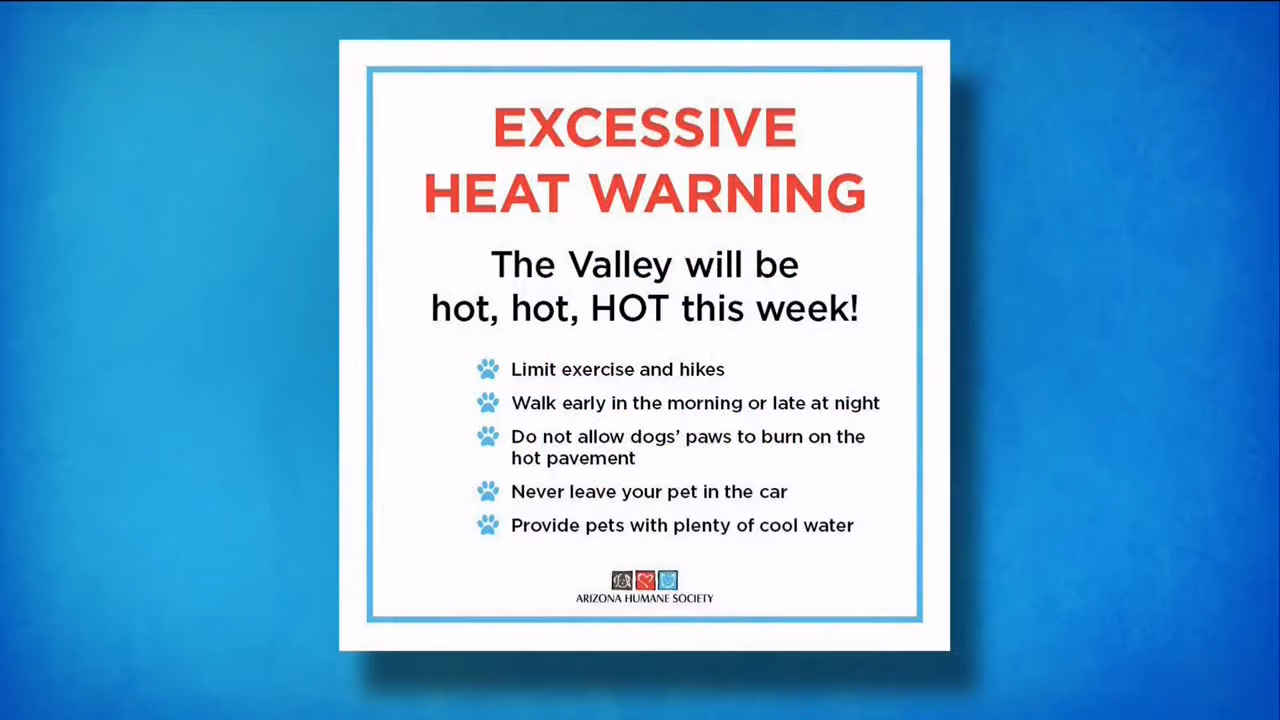 EXCESSIVE
HEAT WARNING
The Valley will be
hot, hot, HOT this week!
Limit exercise and hikes
Walk early in the morning or late at night
Do not allow dogs’ paws to burn on the
hot pavement
Never leave your pet in the car
Provide pets with plenty of cool water
ARIZONA HUMANE SOCIETY